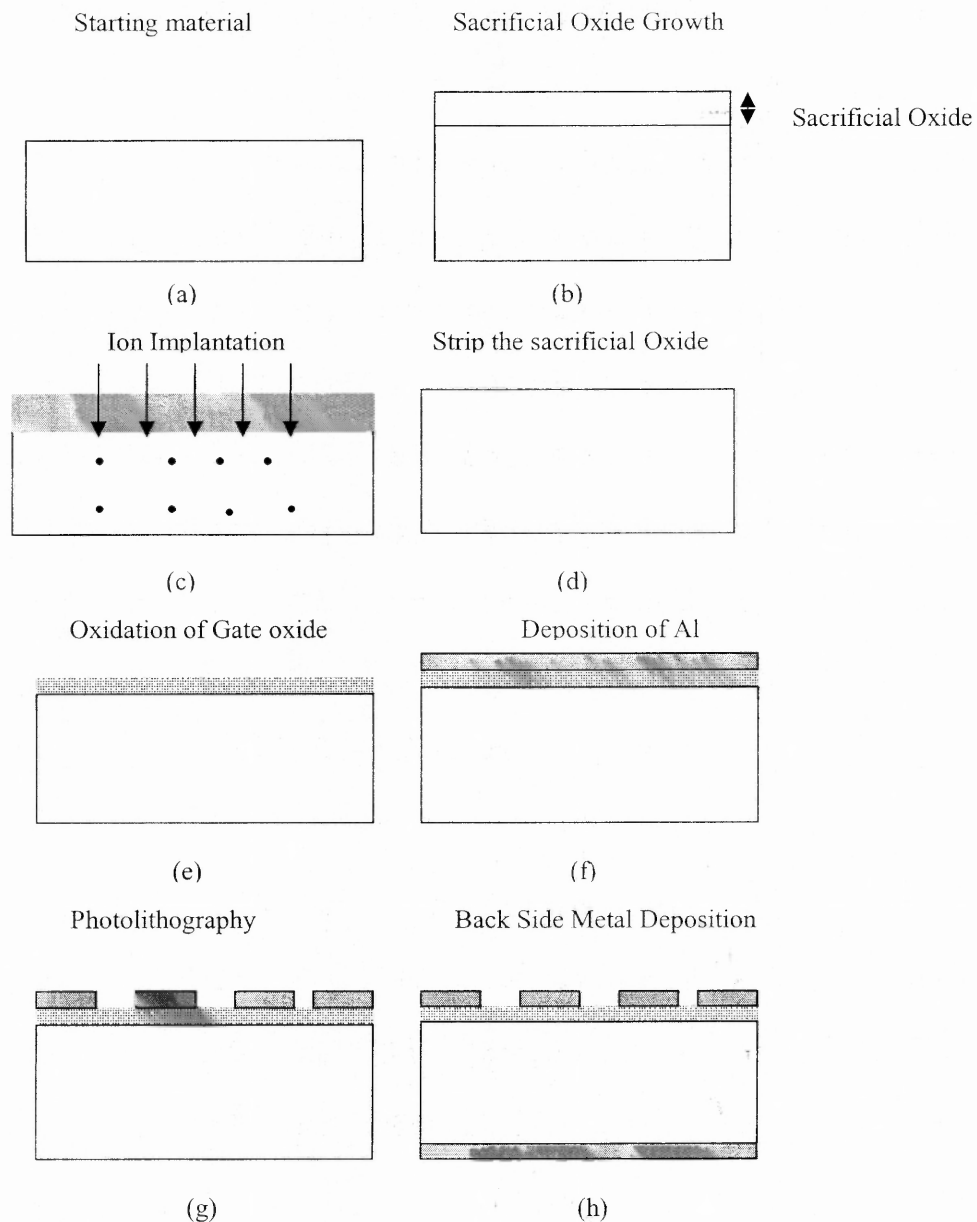 Starting material
Sacrificial Oxide Growth
Sacrificial Oxide
(a)
(b)
Ion Implantation
Strip the sacrificial Oxide
(c)
(d)
Oxidation of Gate oxide
Deposition of Al
(e)
(f)
Photolithography
Back Side Metal Deposition
(g)
(h)